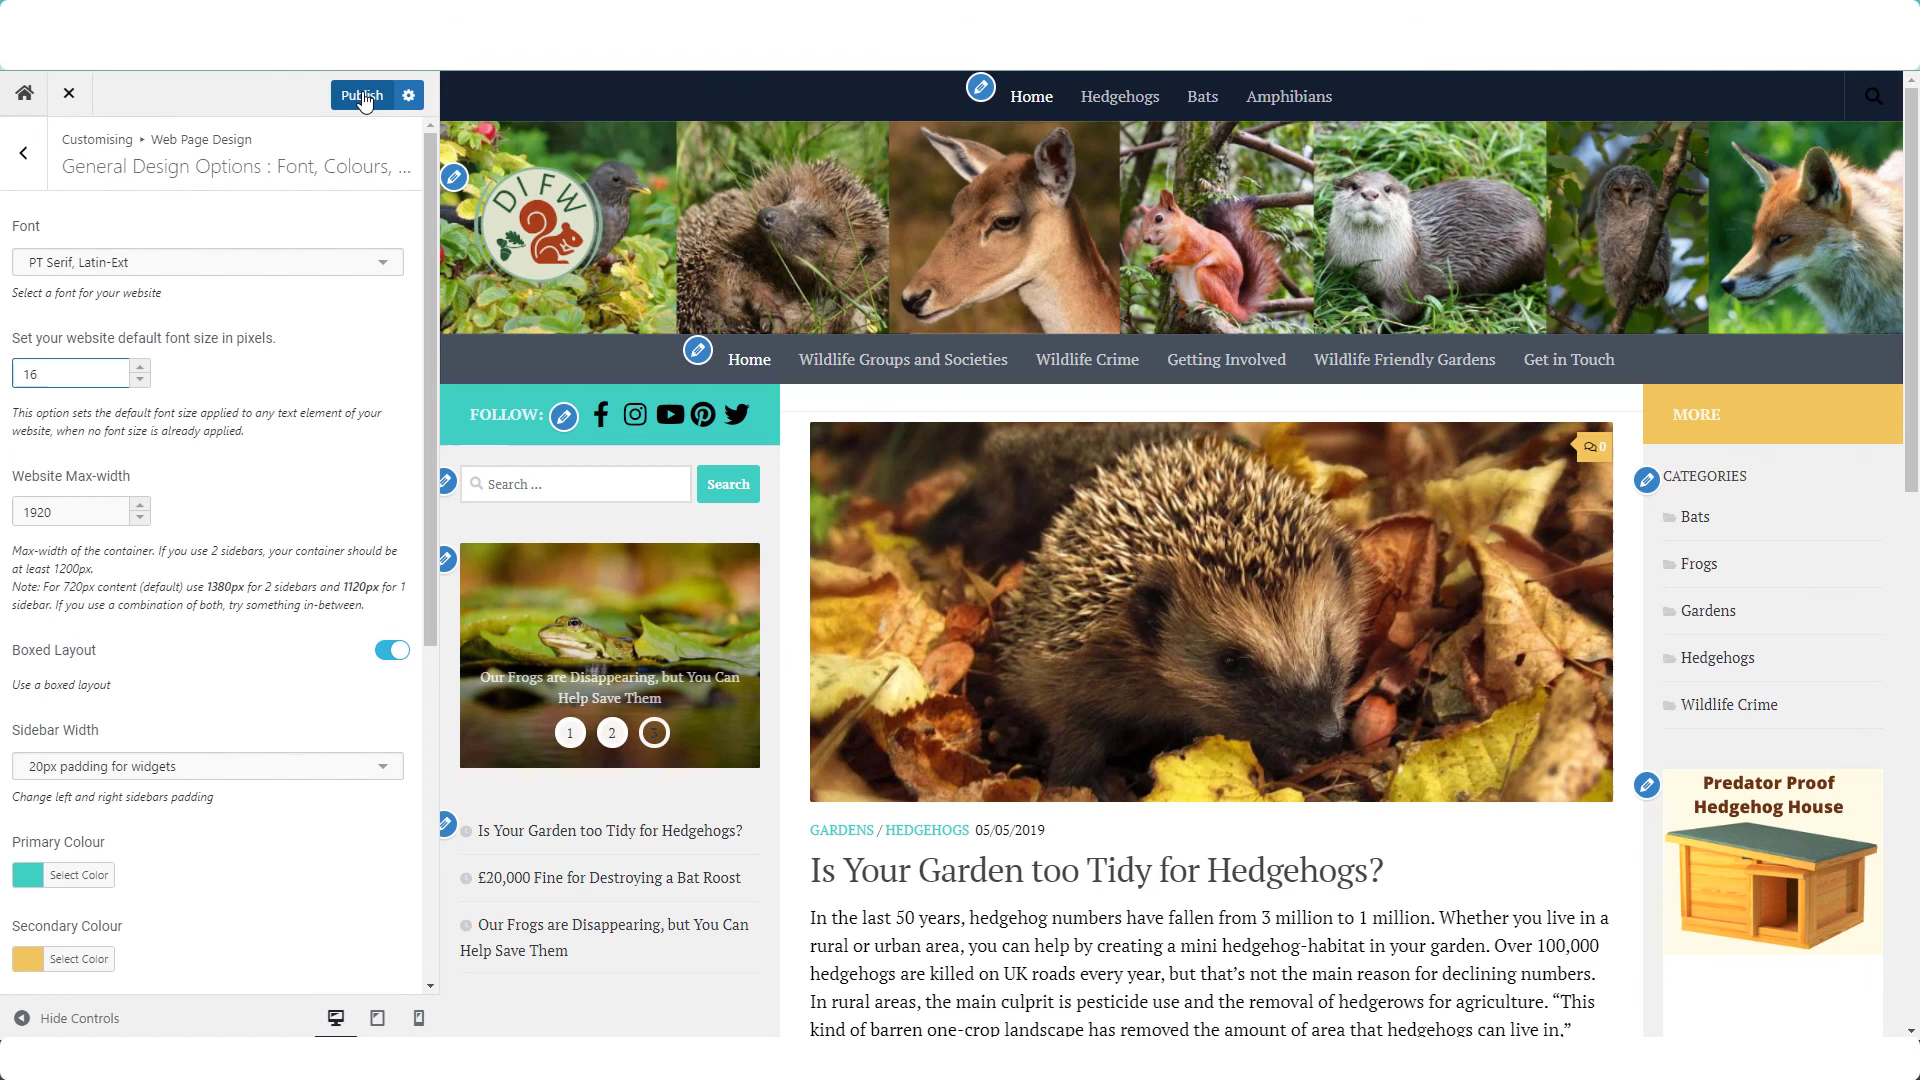 Publish
Customising ▸ Web Page Design
General Design Options : Font, Colours, ...
Font
PT Serif, Latin-Ext
Select a font for your website
Set your website default font size in pixels.
16
This option sets the default font size applied to any text element of your
website, when no font size is already applied.
Website Max-width
1920
Max-width of the container. If you use 2 sidebars, your container should be
at least 1200px.
Note: For 720px content (default) use 1380px for 2 sidebars and 1120px for 1
sidebar. If you use a combination of both, try something in-between.
Boxed Layout
Use a boxed layout
Sidebar Width
20px padding for widgets
Change left and right sidebars padding
Primary Colour
Select Color
Secondary Colour
Select Color
Hide Controls
Home Hedgehogs Bats Amphibians
DIFW
Home Wildlife Groups and Societies Wildlife Crime Getting Involved Wildlife Friendly Gardens Get in Touch
FOLLOW:
Search ...
Search
Our Frogs are Disappearing, but You Can
Help Save Them
1 2 3
Is Your Garden too Tidy for Hedgehogs?
£20,000 Fine for Destroying a Bat Roost
Our Frogs are Disappearing, but You Can
Help Save Them
0
GARDENS / HEDGEHOGS 05/05/2019
Is Your Garden too Tidy for Hedgehogs?
In the last 50 years, hedgehog numbers have fallen from 3 million to 1 million. Whether you live in a
rural or urban area, you can help by creating a mini hedgehog-habitat in your garden. Over 100,000
hedgehogs are killed on UK roads every year, but that’s not the main reason for declining numbers.
In rural areas, the main culprit is pesticide use and the removal of hedgerows for agriculture. “This
kind of barren one-crop landscape has removed the amount of area that hedgehogs can live in,”
MORE
CATEGORIES
Bats
Frogs
Gardens
Hedgehogs
Wildlife Crime
Predator Proof
Hedgehog House